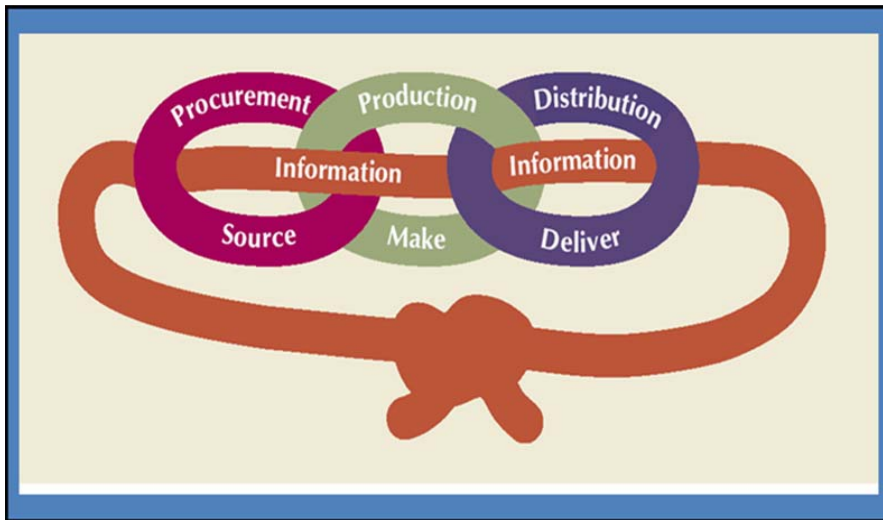 Procurement
Production
Distribution
Information
Information
Source
Make
Deliver